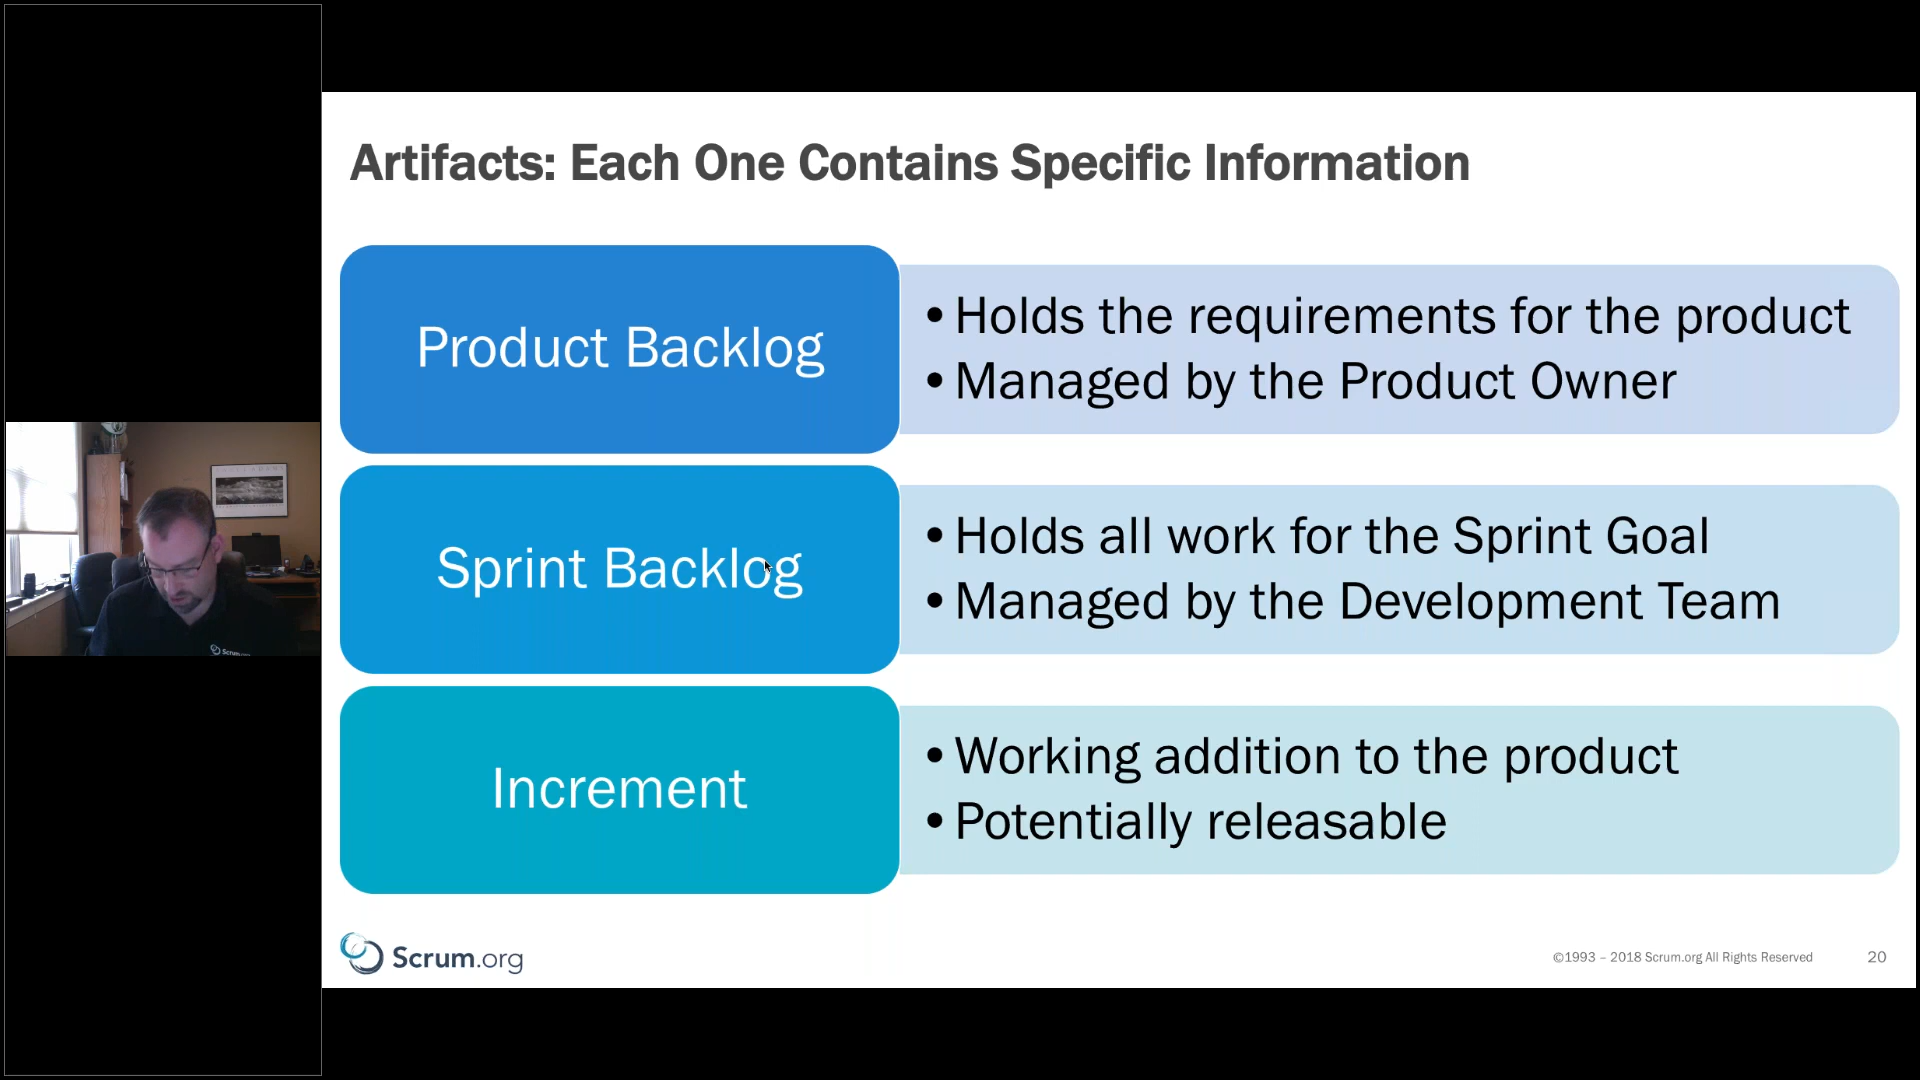 Artifacts: Each One Contains Specific Information
Product Backlog
• Holds the requirements for the product
• Managed by the Product Owner
Sprint Backlog
• Holds all work for the Sprint Goal
• Managed by the Development Team
Increment
• Working addition to the product
• Potentially releasable
Scrum.org
©1993 – 2018 Scrum.org All Rights Reserved
20